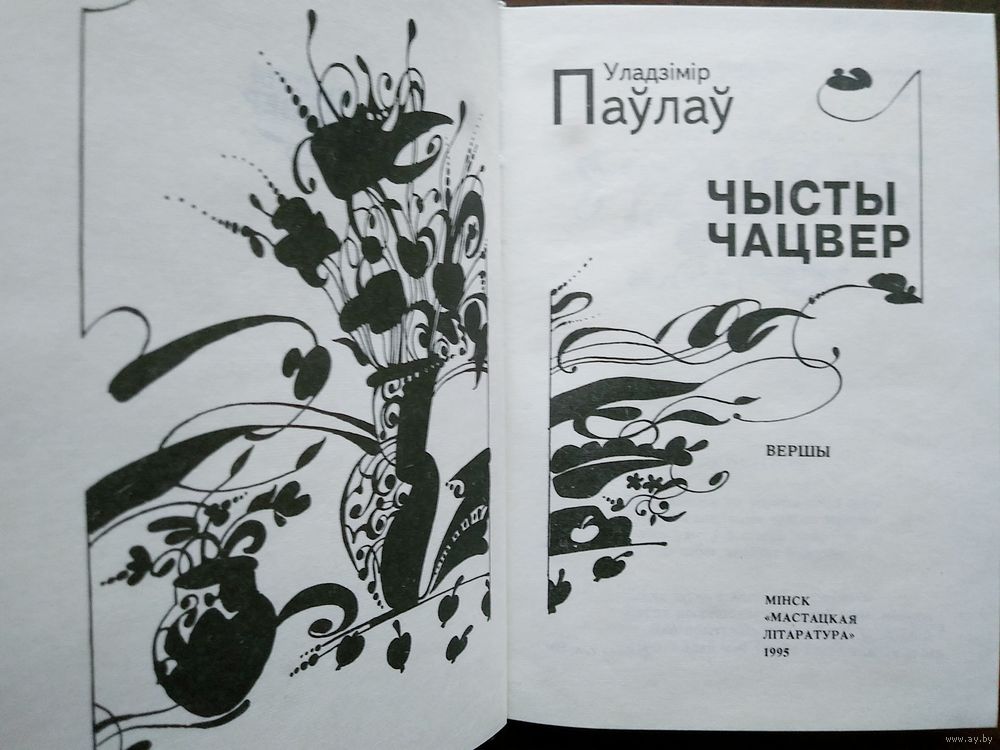 Уладзімір
Паўлаў
ЧЫСТЫ
ЧАЦВЕР
ВЕРШЫ
МІНСК
«МАСТАЦКАЯ
ЛІТАРАТУРА»
1995
www.ay.by